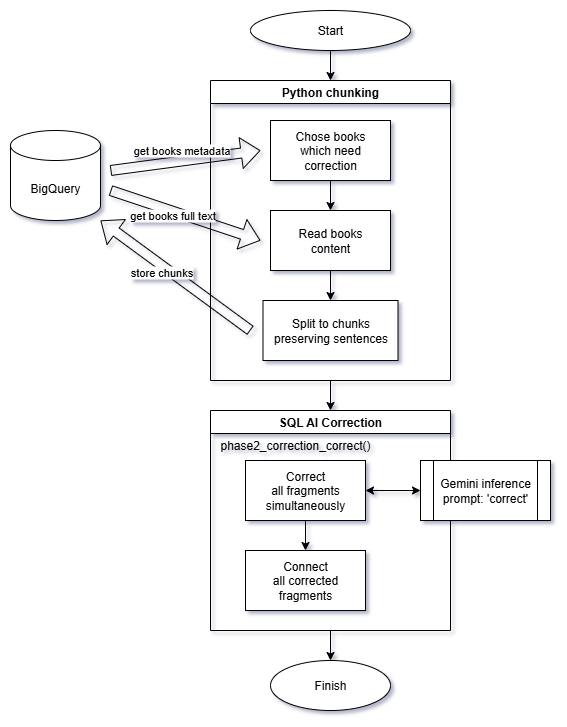 Start
Python chunking
Chose books
which need
correction
get books metadata
BigQuery
get books full text
Read books
content
store chunks
Split to chunks
preserving sentences
SQL AI Correction
phase2_correction_correct()
Correct
all fragments
simultaneously
Gemini inference
prompt: 'correct'
Connect
all corrected
fragments
Finish